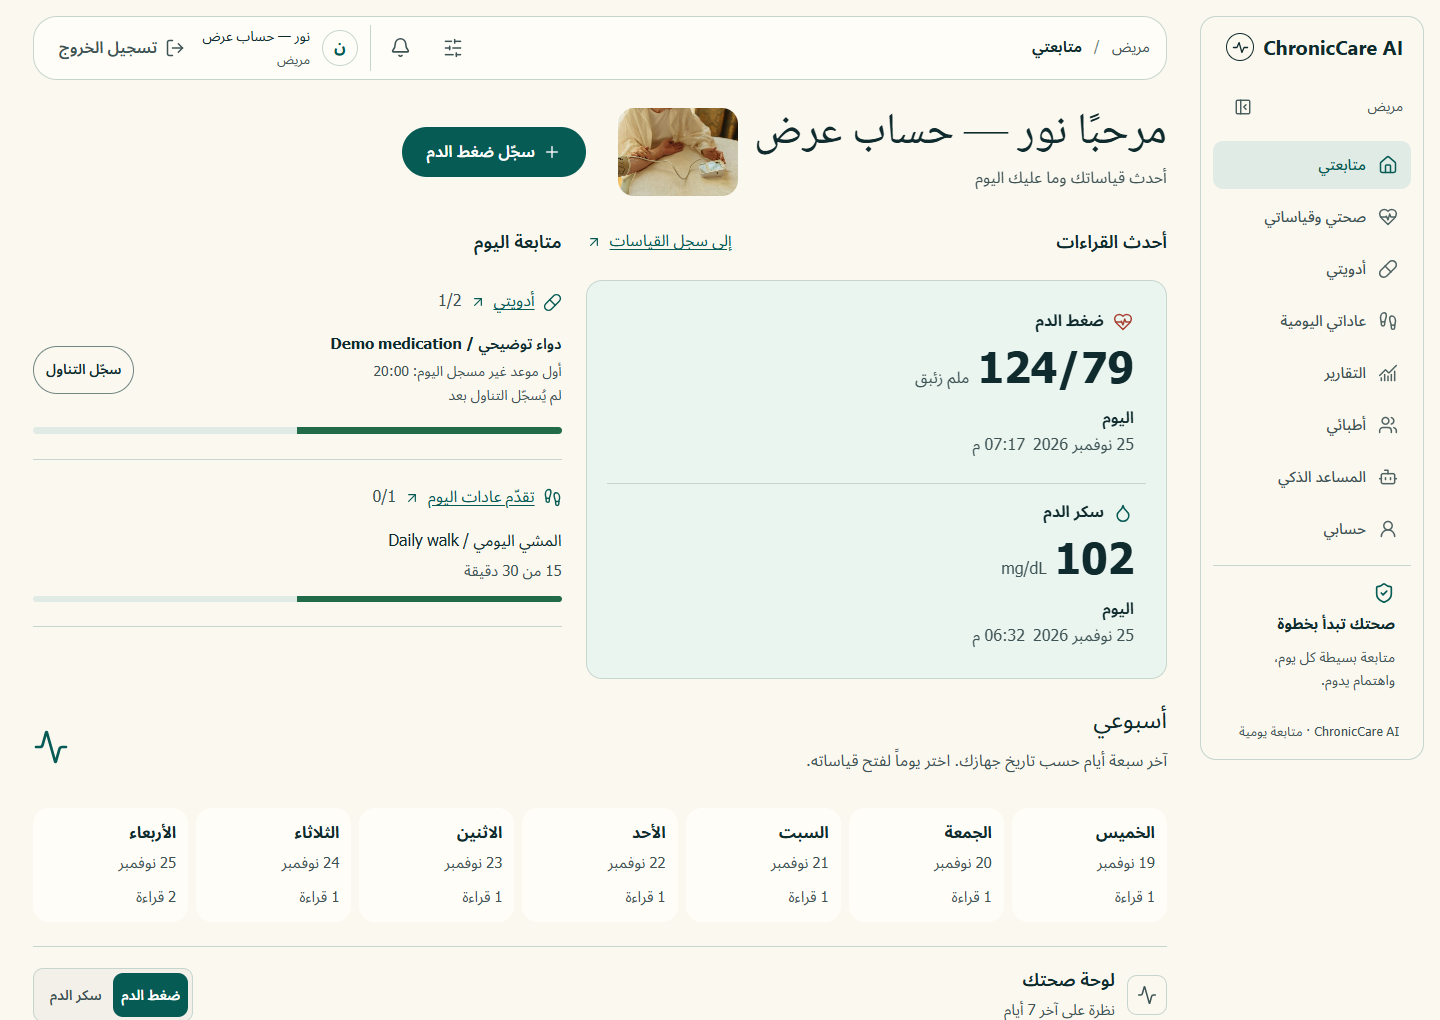 ChronicCare AI
مريض
متابعتي
صحتي وقياساتي
أدويتي
عاداتي اليومية
التقارير
أطبائي
المساعد الذكي
حسابي
صحتك تبدأ بخطوة
متابعة بسيطة كل يوم،
واهتمام يدوم.
ChronicCare AI · متابعة يومية
مريض / متابعتي
ن
نور — حساب عرض
مريض
تسجيل الخروج
مرحبًا نور — حساب عرض
أحدث قياساتك وما عليك اليوم
سجّل ضغط الدم
أحدث القراءات
إلى سجل القياسات
ضغط الدم
124/79 ملم زئبق
اليوم
25 نوفمبر 2026 07:17 م
سكر الدم
102 mg/dL
اليوم
25 نوفمبر 2026 06:32 م
متابعة اليوم
أدويتي 1/2
دواء توضيحي / Demo medication
أول موعد غير مسجل اليوم: 20:00
لم يُسجّل التناول بعد
سجّل التناول
تقدّم عادات اليوم 0/1
المشي اليومي / Daily walk
15 من 30 دقيقة
أسبوعي
آخر سبعة أيام حسب تاريخ جهازك. اختر يوماً لفتح قياساته.
الخميس
19 نوفمبر
1 قراءة
الجمعة
20 نوفمبر
1 قراءة
السبت
21 نوفمبر
1 قراءة
الأحد
22 نوفمبر
1 قراءة
الاثنين
23 نوفمبر
1 قراءة
الثلاثاء
24 نوفمبر
1 قراءة
الأربعاء
25 نوفمبر
2 قراءة
لوحة صحتك
نظرة على آخر 7 أيام
ضغط الدم
سكر الدم